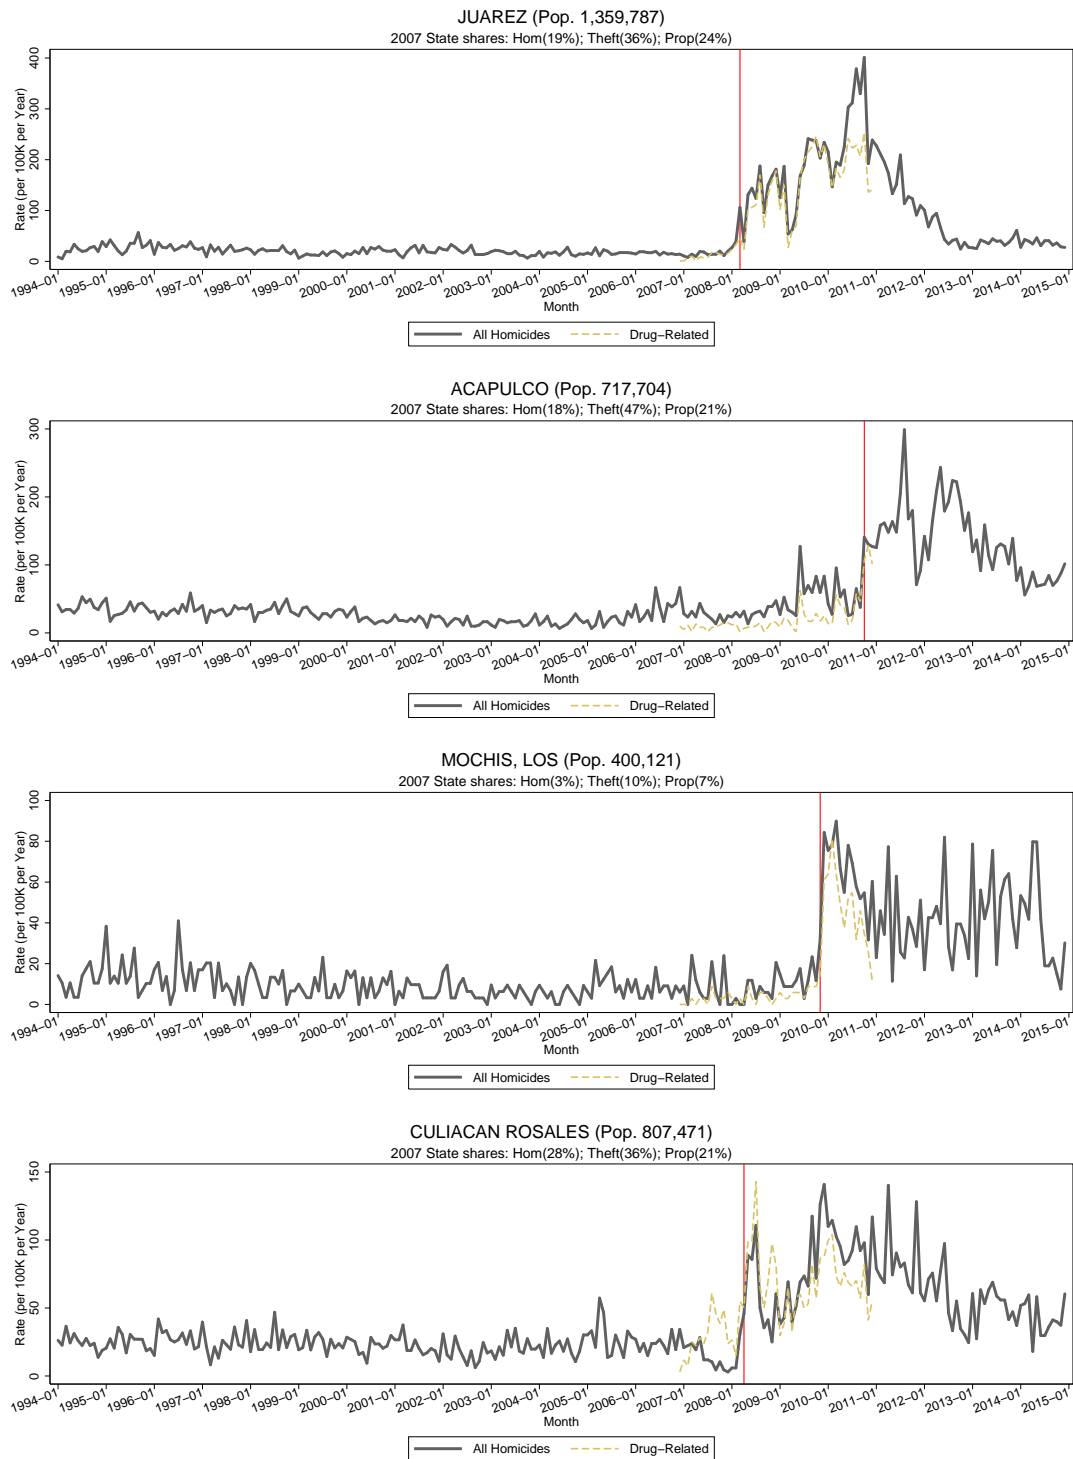 JUAREZ (Pop. 1,359,787)
2007 State shares: Hom(19%); Theft(36%); Prop(24%)
Rate (per 100K per Year)
400
300
200
100
0
1994−01 1995−01 1996−01 1997−01 1998−01 1999−01 2000−01 2001−01 2002−01 2003−01 2004−01 2005−01 2006−01 2007−01 2008−01 2009−01 2010−01 2011−01 2012−01 2013−01 2014−01 2015−01
Month
All Homicides Drug−Related
ACAPULCO (Pop. 717,704)
2007 State shares: Hom(18%); Theft(47%); Prop(21%)
Rate (per 100K per Year)
300
200
100
0
1994−01 1995−01 1996−01 1997−01 1998−01 1999−01 2000−01 2001−01 2002−01 2003−01 2004−01 2005−01 2006−01 2007−01 2008−01 2009−01 2010−01 2011−01 2012−01 2013−01 2014−01 2015−01
Month
All Homicides Drug−Related
MOCHIS, LOS (Pop. 400,121)
2007 State shares: Hom(3%); Theft(10%); Prop(7%)
Rate (per 100K per Year)
100
80
60
40
20
0
1994−01 1995−01 1996−01 1997−01 1998−01 1999−01 2000−01 2001−01 2002−01 2003−01 2004−01 2005−01 2006−01 2007−01 2008−01 2009−01 2010−01 2011−01 2012−01 2013−01 2014−01 2015−01
Month
All Homicides Drug−Related
CULIACAN ROSALES (Pop. 807,471)
2007 State shares: Hom(28%); Theft(36%); Prop(21%)
Rate (per 100K per Year)
150
100
50
0
1994−01 1995−01 1996−01 1997−01 1998−01 1999−01 2000−01 2001−01 2002−01 2003−01 2004−01 2005−01 2006−01 2007−01 2008−01 2009−01 2010−01 2011−01 2012−01 2013−01 2014−01 2015−01
Month
All Homicides Drug−Related